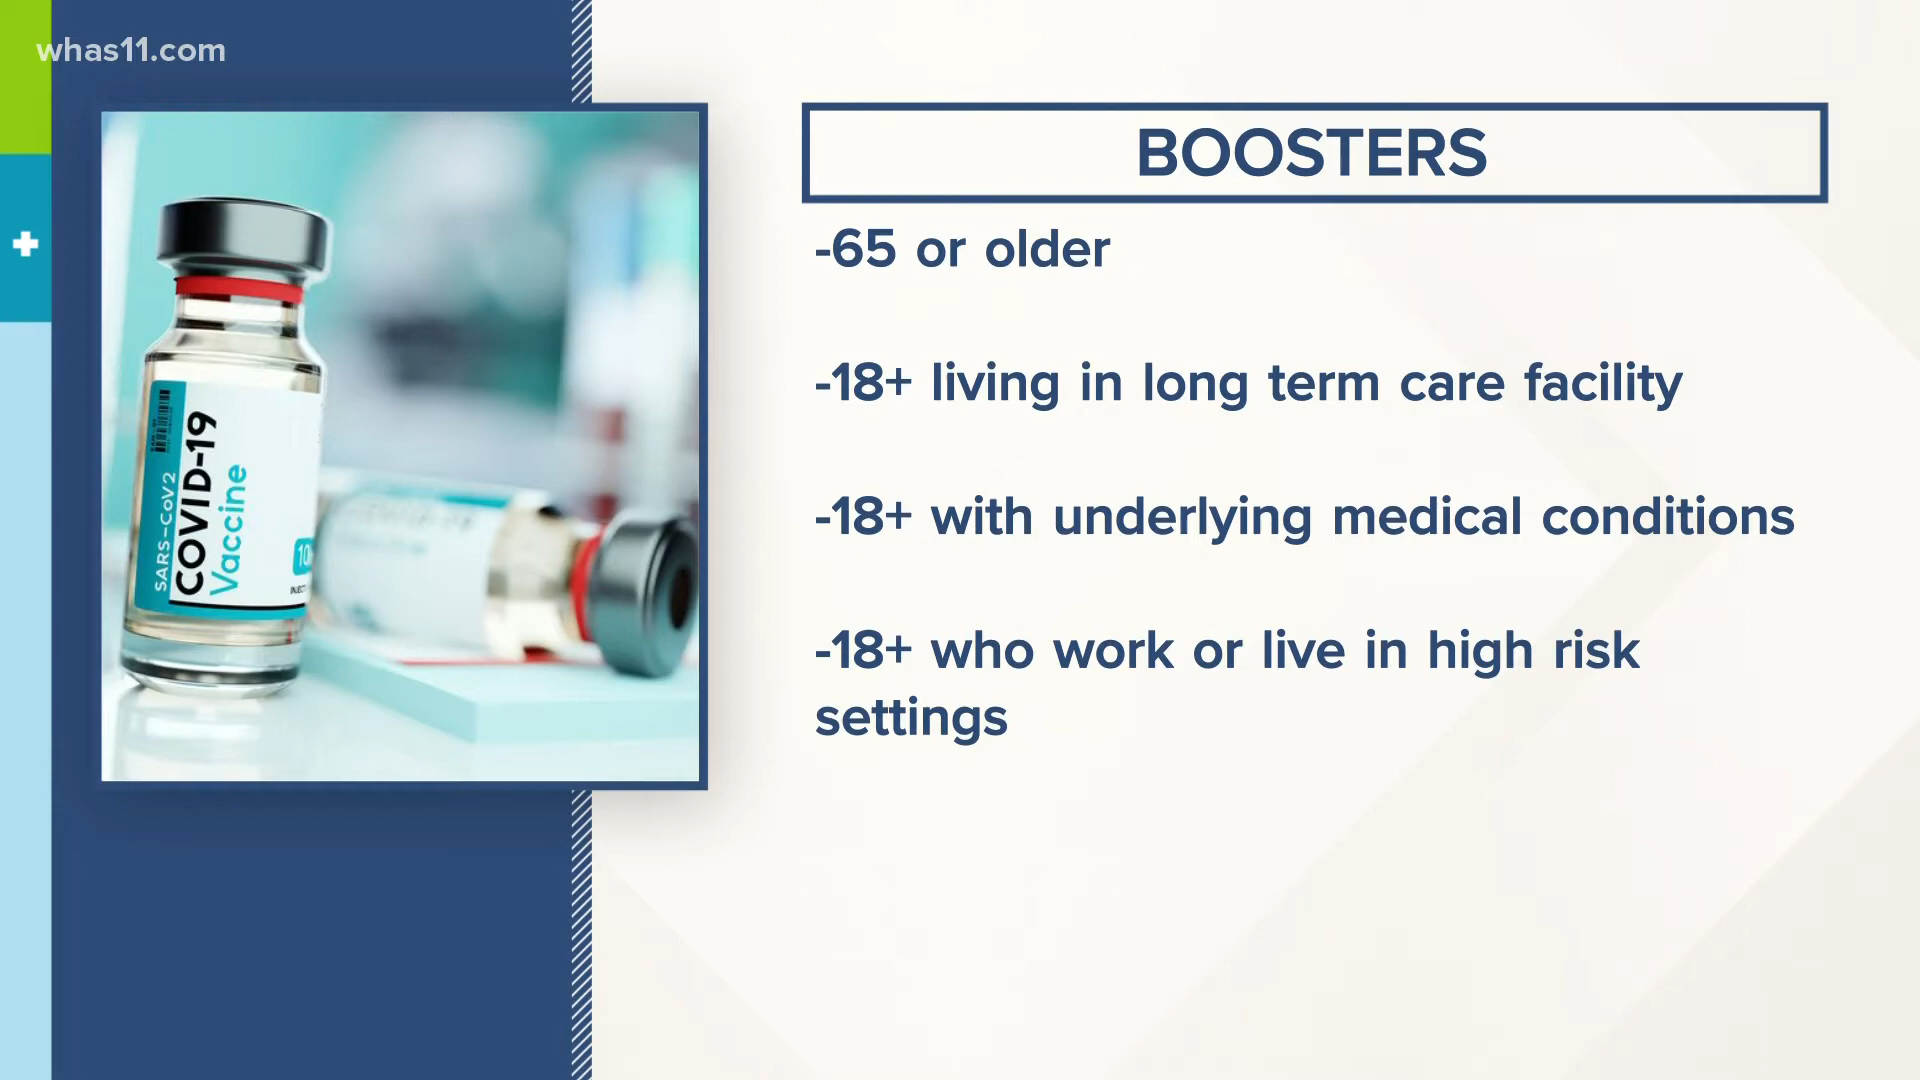 whas11.com
BOOSTERS
-65 or older
-18+ living in long term care facility
-18+ with underlying medical conditions
-18+ who work or live in high risk
settings
SARS-CoV2
COVID-19
Vaccine